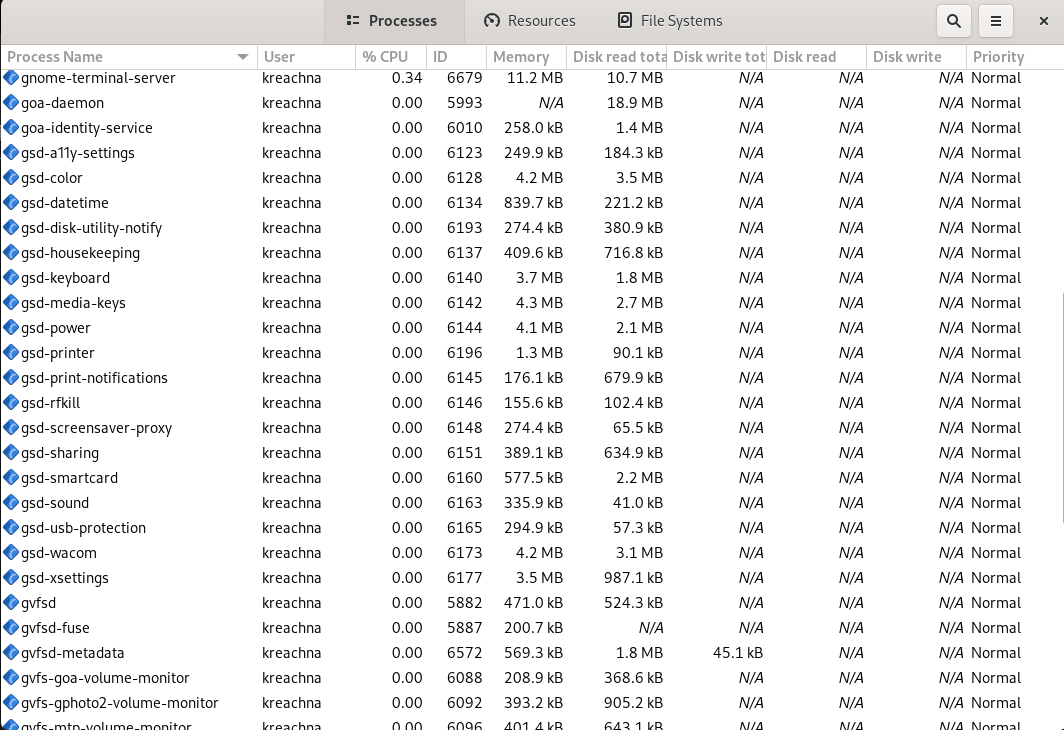 Processes Resources File Systems
Process Name User % CPU ID Memory Disk read tota Disk write tot Disk read Disk write Priority
gnome-terminal-server kreachna 0.34 6679 11.2 MB 10.7 MB N/A N/A N/A Normal
goa-daemon kreachna 0.00 5993 N/A 18.9 MB N/A N/A N/A Normal
goa-identity-service kreachna 0.00 6010 258.0 kB 1.4 MB N/A N/A N/A Normal
gsd-a11y-settings kreachna 0.00 6123 249.9 kB 184.3 kB N/A N/A N/A Normal
gsd-color kreachna 0.00 6128 4.2 MB 3.5 MB N/A N/A N/A Normal
gsd-datetime kreachna 0.00 6134 839.7 kB 221.2 kB N/A N/A N/A Normal
gsd-disk-utility-notify kreachna 0.00 6193 274.4 kB 380.9 kB N/A N/A N/A Normal
gsd-housekeeping kreachna 0.00 6137 409.6 kB 716.8 kB N/A N/A N/A Normal
gsd-keyboard kreachna 0.00 6140 3.7 MB 1.8 MB N/A N/A N/A Normal
gsd-media-keys kreachna 0.00 6142 4.3 MB 2.7 MB N/A N/A N/A Normal
gsd-power kreachna 0.00 6144 4.1 MB 2.1 MB N/A N/A N/A Normal
gsd-printer kreachna 0.00 6196 1.3 MB 90.1 kB N/A N/A N/A Normal
gsd-print-notifications kreachna 0.00 6145 176.1 kB 679.9 kB N/A N/A N/A Normal
gsd-rfkill kreachna 0.00 6146 155.6 kB 102.4 kB N/A N/A N/A Normal
gsd-screensaver-proxy kreachna 0.00 6148 274.4 kB 65.5 kB N/A N/A N/A Normal
gsd-sharing kreachna 0.00 6151 389.1 kB 634.9 kB N/A N/A N/A Normal
gsd-smartcard kreachna 0.00 6160 577.5 kB 2.2 MB N/A N/A N/A Normal
gsd-sound kreachna 0.00 6163 335.9 kB 41.0 kB N/A N/A N/A Normal
gsd-usb-protection kreachna 0.00 6165 294.9 kB 57.3 kB N/A N/A N/A Normal
gsd-wacom kreachna 0.00 6173 4.2 MB 3.1 MB N/A N/A N/A Normal
gsd-xsettings kreachna 0.00 6177 3.5 MB 987.1 kB N/A N/A N/A Normal
gvfsd kreachna 0.00 5882 471.0 kB 524.3 kB N/A N/A N/A Normal
gvfsd-fuse kreachna 0.00 5887 200.7 kB N/A N/A N/A N/A Normal
gvfsd-metadata kreachna 0.00 6572 569.3 kB 1.8 MB 45.1 kB N/A N/A Normal
gvfs-goa-volume-monitor kreachna 0.00 6088 208.9 kB 368.6 kB N/A N/A N/A Normal
gvfs-gphoto2-volume-monitor kreachna 0.00 6092 393.2 kB 905.2 kB N/A N/A N/A Normal
gvfs-mtp-volume-monitor kreachna 0.00 6096 401.4 kB 643.1 kB N/A N/A N/A Normal